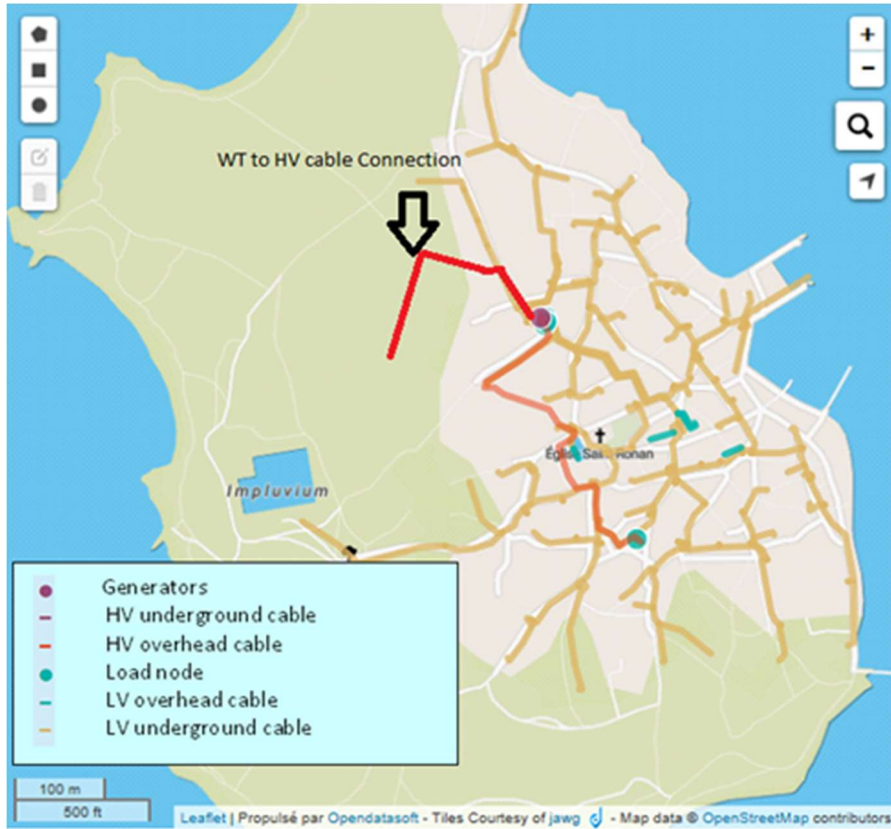 +
−
WT to HV cable Connection
Église Saint-Ronan
Impluvium
Generators
HV underground cable
HV overhead cable
Load node
LV overhead cable
LV underground cable
100 m
500 ft
Leaflet | Propulsé par Opendatasoft - Tiles Courtesy of jawg - Map data © OpenStreetMap contributors